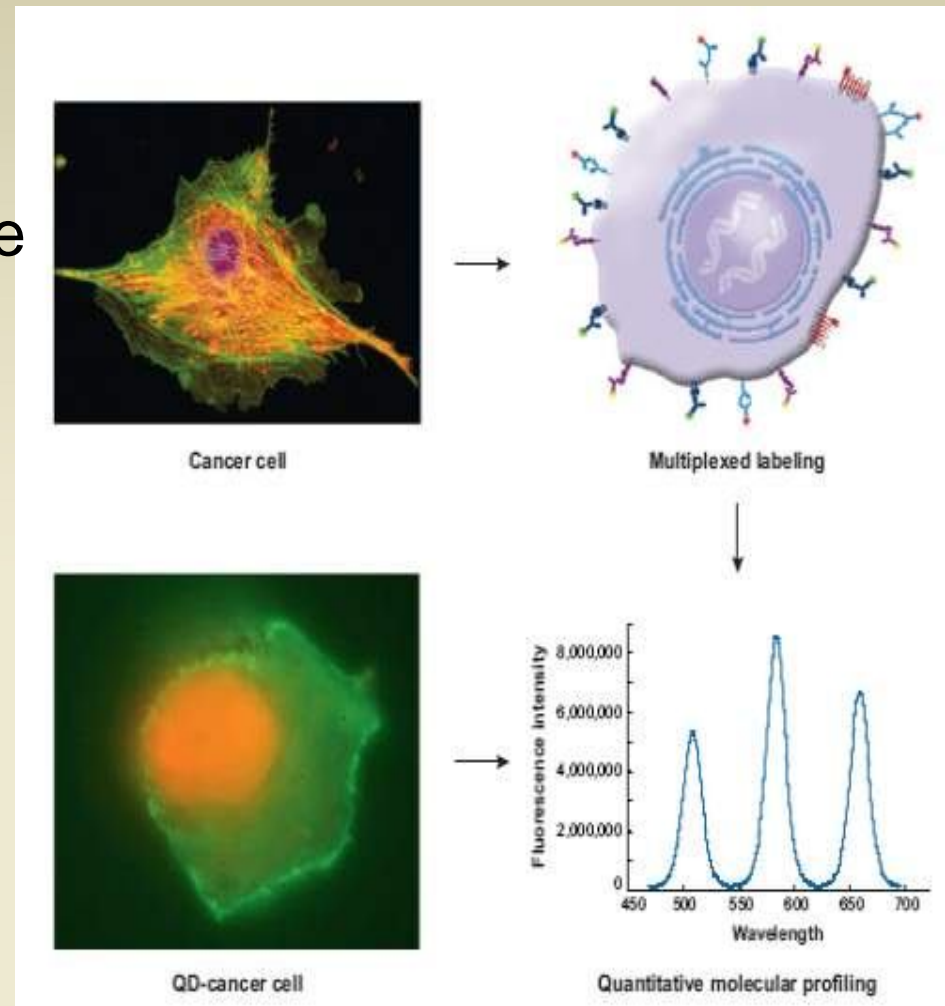 e
Cancer cell
Multiplexed labeling
QD-cancer cell
Fluorescence intensity
8,000,000
6,000,000
4,000,000
2,000,000
0
450 500 550 600 650 700
Wavelength
Quantitative molecular profiling